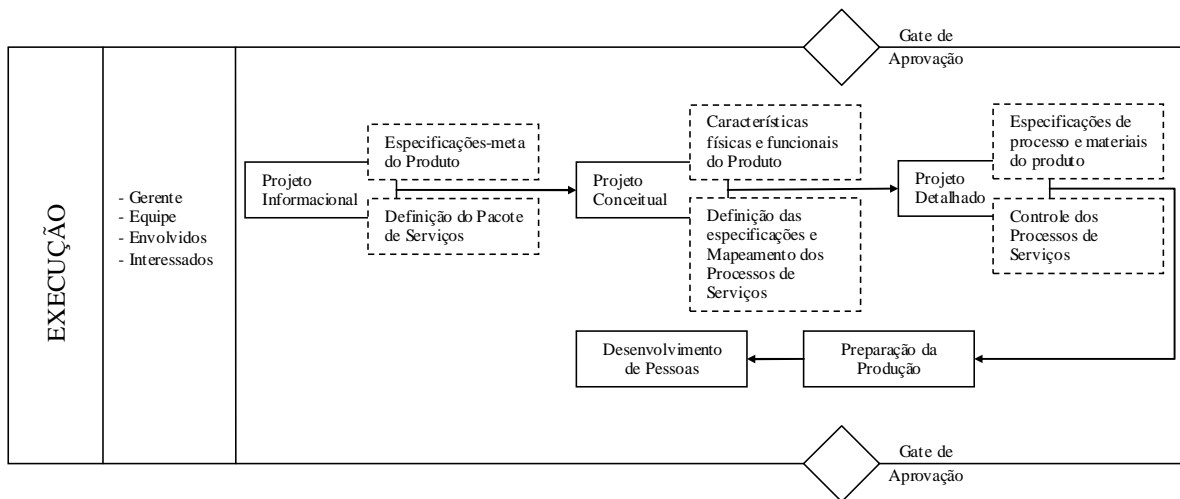 Gate de
Aprovação
EXECUÇÃO
- Gerente
- Equipe
- Envolvidos
- Interessados
Projeto
Informacional
Especificações-meta
do Produto
Definição do Pacote
de Serviços
Projeto
Conceitual
Características
físicas e funcionais
do Produto
Definição das
especificações e
Mapeamento dos
Processos de
Serviços
Projeto
Detalhado
Especificações de
processo e materiais
do produto
Controle dos
Processos de
Serviços
Desenvolvimento
de Pessoas
Preparação da
Produção
Gate de
Aprovação